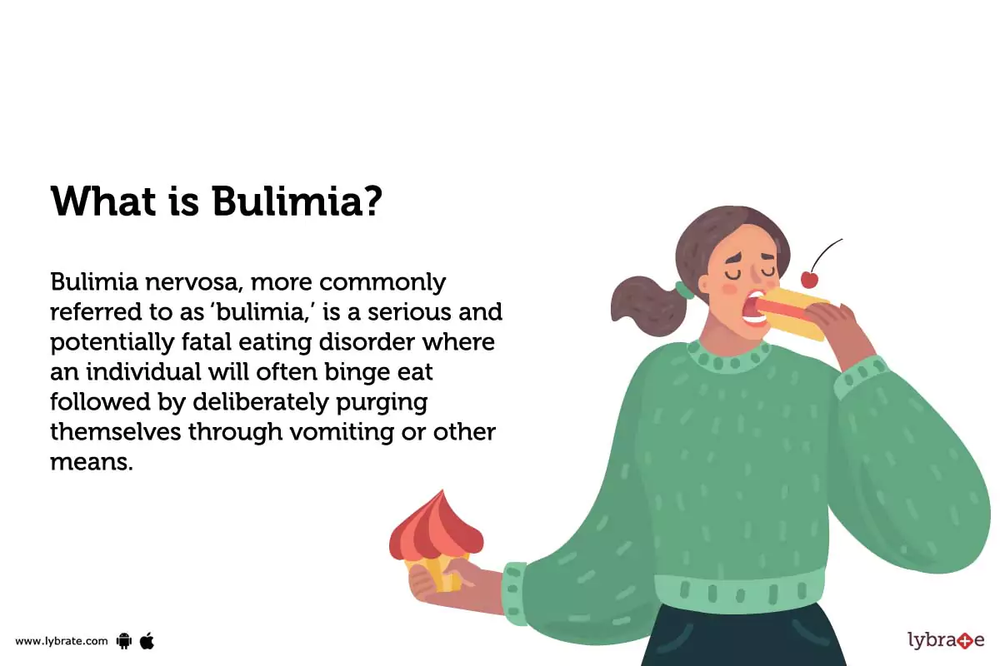 What is Bulimia?
Bulimia nervosa, more commonly
referred to as ‘bulimia,’ is a serious and
potentially fatal eating disorder where
an individual will often binge eat
followed by deliberately purging
themselves through vomiting or other
means.
www.lybrate.com
lybrate